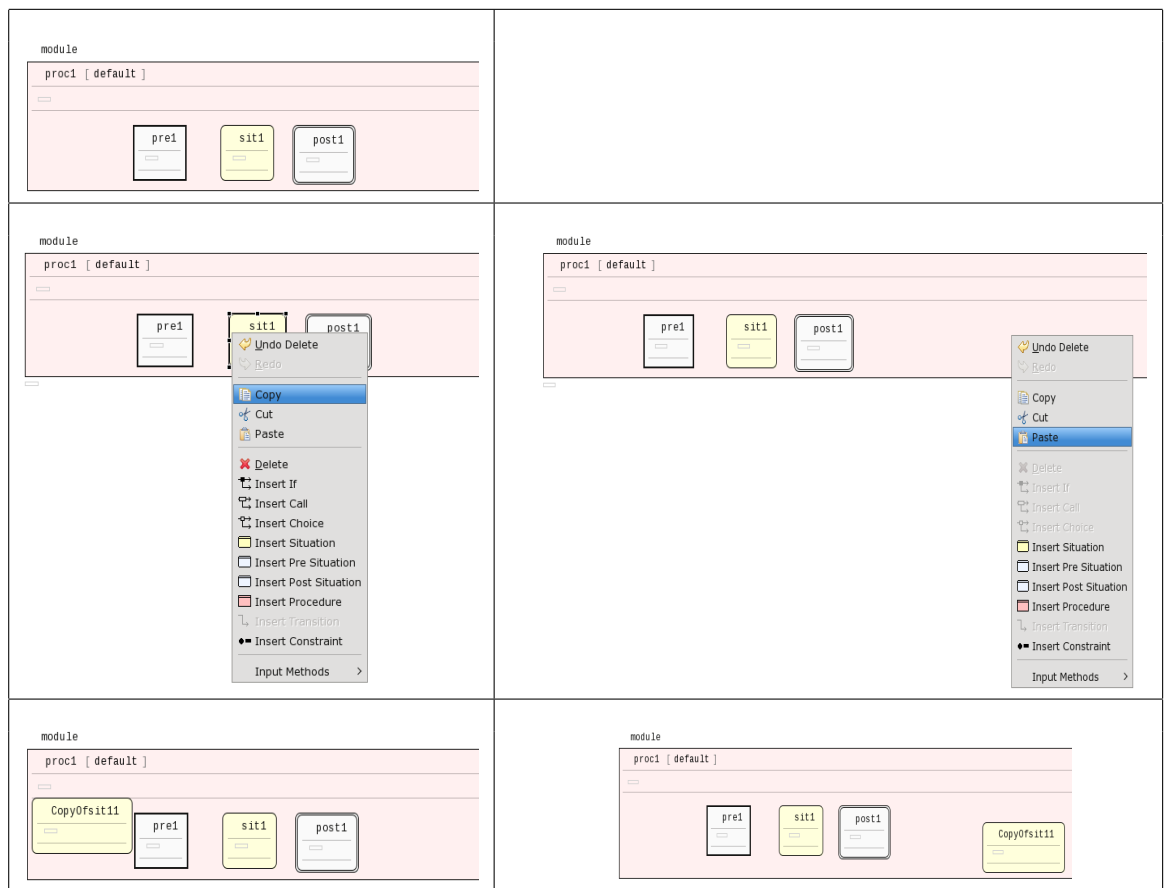 module
proc1 [ default ]
pre1 sit1 post1
module
proc1 [ default ]
pre1 sit1 post1
Undo Delete
Redo
Copy
Cut
Paste
Delete
Insert If
Insert Call
Insert Choice
Insert Situation
Insert Pre Situation
Insert Post Situation
Insert Procedure
Insert Transition
Insert Constraint
Input Methods
module
proc1 [ default ]
pre1 sit1 post1
Undo Delete
Redo
Copy
Cut
Paste
Delete
Insert If
Insert Call
Insert Choice
Insert Situation
Insert Pre Situation
Insert Post Situation
Insert Procedure
Insert Transition
Insert Constraint
Input Methods
module
proc1 [ default ]
CopyOfsit11
pre1 sit1 post1
module
proc1 [ default ]
pre1 sit1 post1
CopyOfsit11